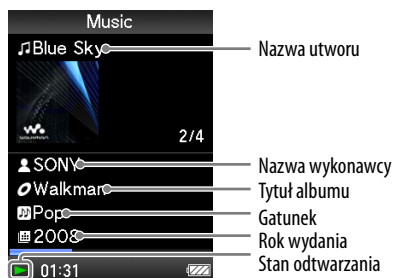 Music
Blue Sky
Nazwa utworu
WALKMAN
2/4
SONY
Nazwa wykonawcy
Walkman
Tytuł albumu
Pop
Gatunek
2008
Rok wydania
01:31
Stan odtwarzania